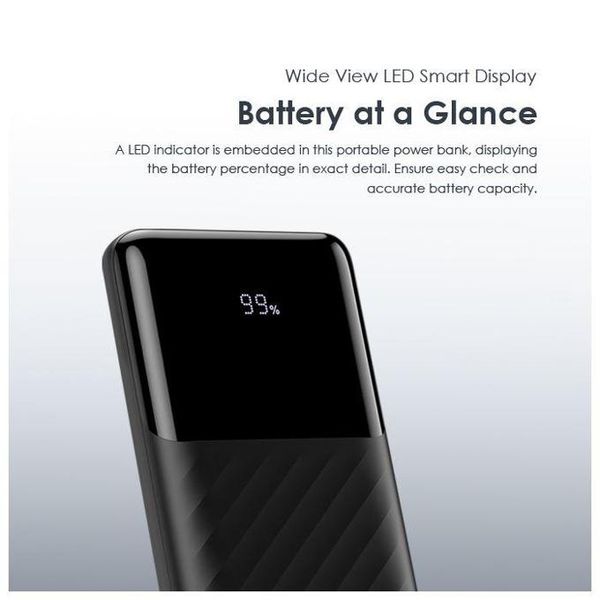 Wide View LED Smart Display
Battery at a Glance
A LED indicator is embedded in this portable power bank, displaying
the battery percentage in exact detail. Ensure easy check and
accurate battery capacity.
99%